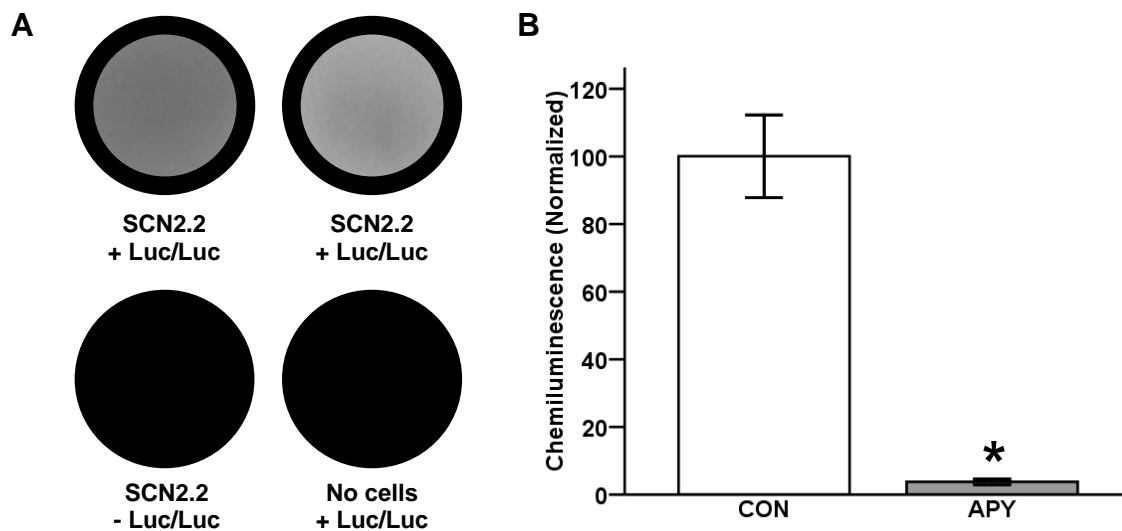 A
SCN2.2
+ Luc/Luc
SCN2.2
+ Luc/Luc
SCN2.2
- Luc/Luc
No cells
+ Luc/Luc
B
Chemiluminescence (Normalized)
120
100
80
60
40
20
0
*
CON
APY